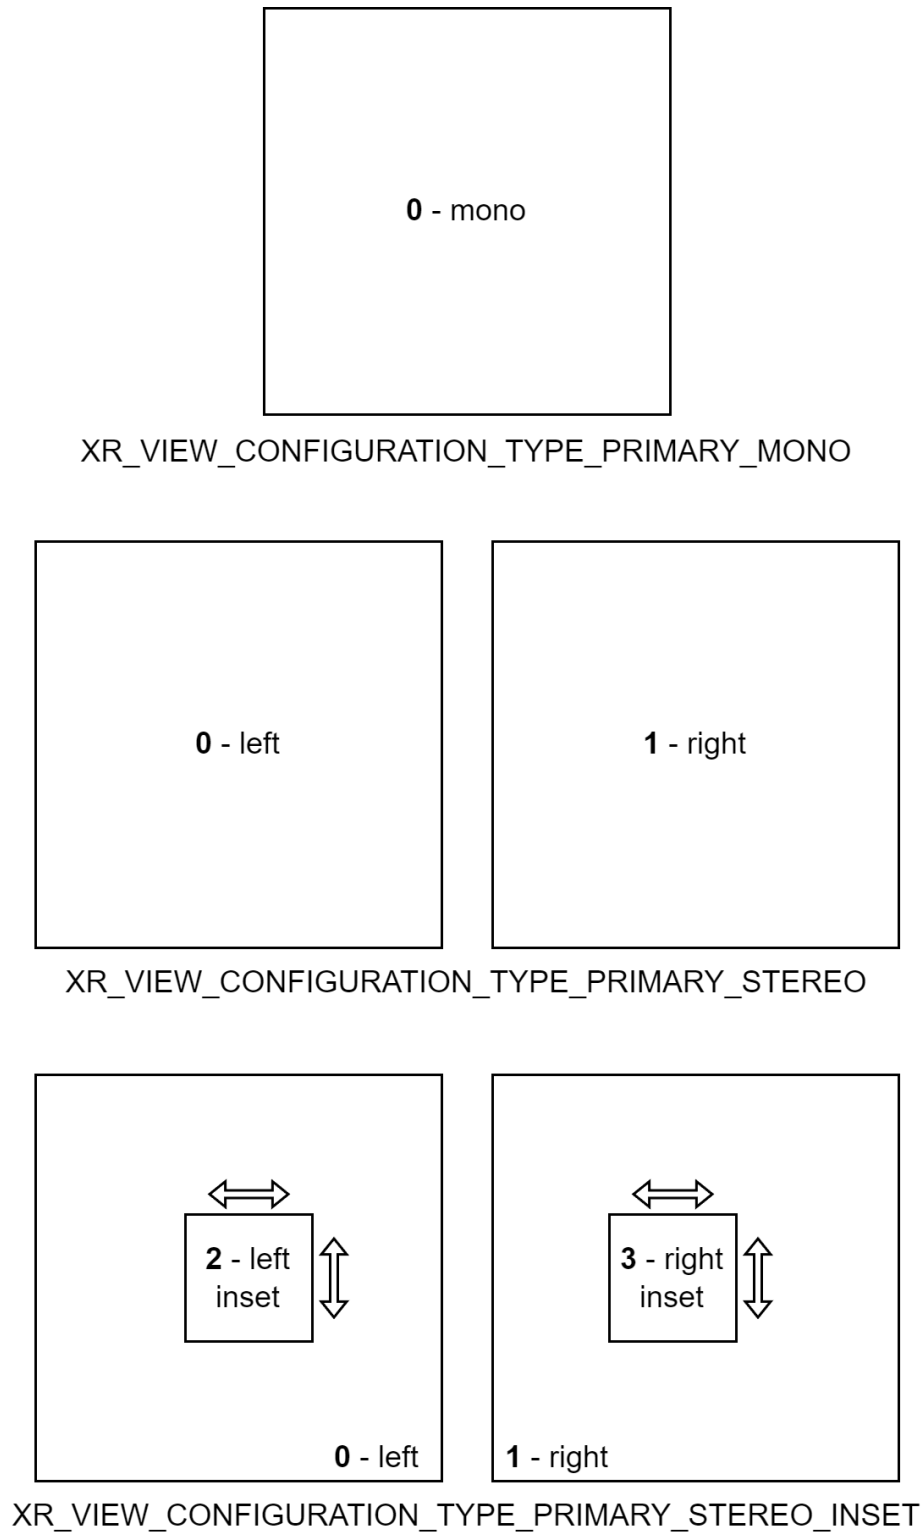 0 - mono
XR_VIEW_CONFIGURATION_TYPE_PRIMARY_MONO
0 - left
1 - right
XR_VIEW_CONFIGURATION_TYPE_PRIMARY_STEREO
2 - left
inset
3 - right
inset
0 - left
1 - right
XR_VIEW_CONFIGURATION_TYPE_PRIMARY_STEREO_INSET